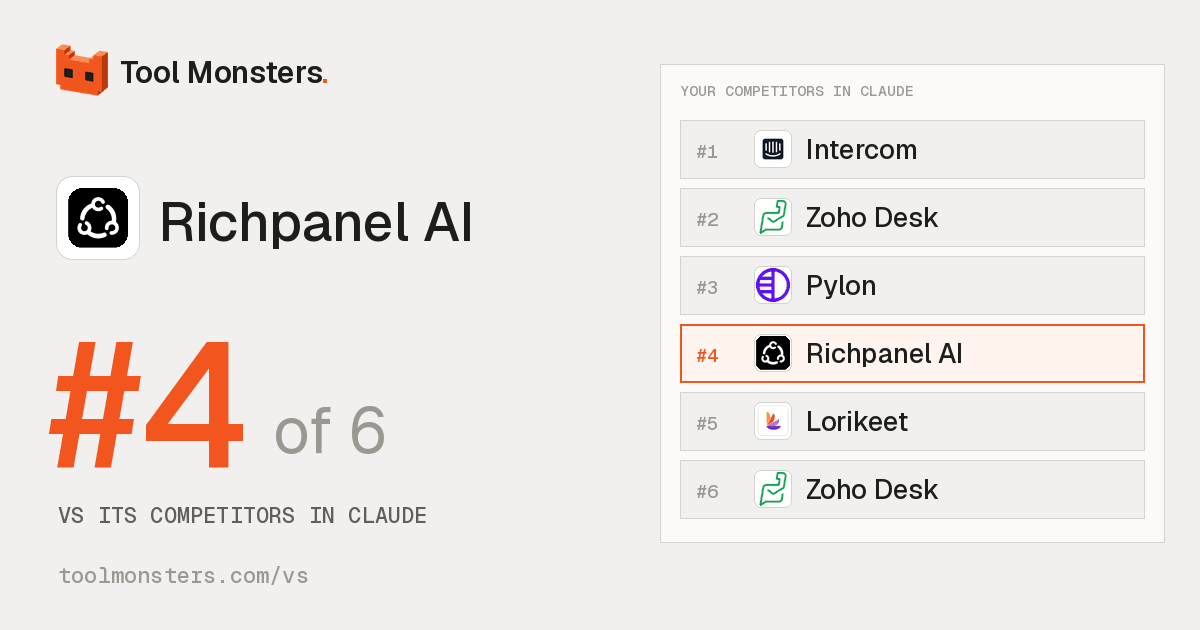 Tool Monsters.
Richpanel AI
#4 of 6
VS ITS COMPETITORS IN CLAUDE
toolmonsters.com/vs
YOUR COMPETITORS IN CLAUDE
#1 Intercom
#2 Zoho Desk
#3 Pylon
#4 Richpanel AI
#5 Lorikeet
#6 Zoho Desk